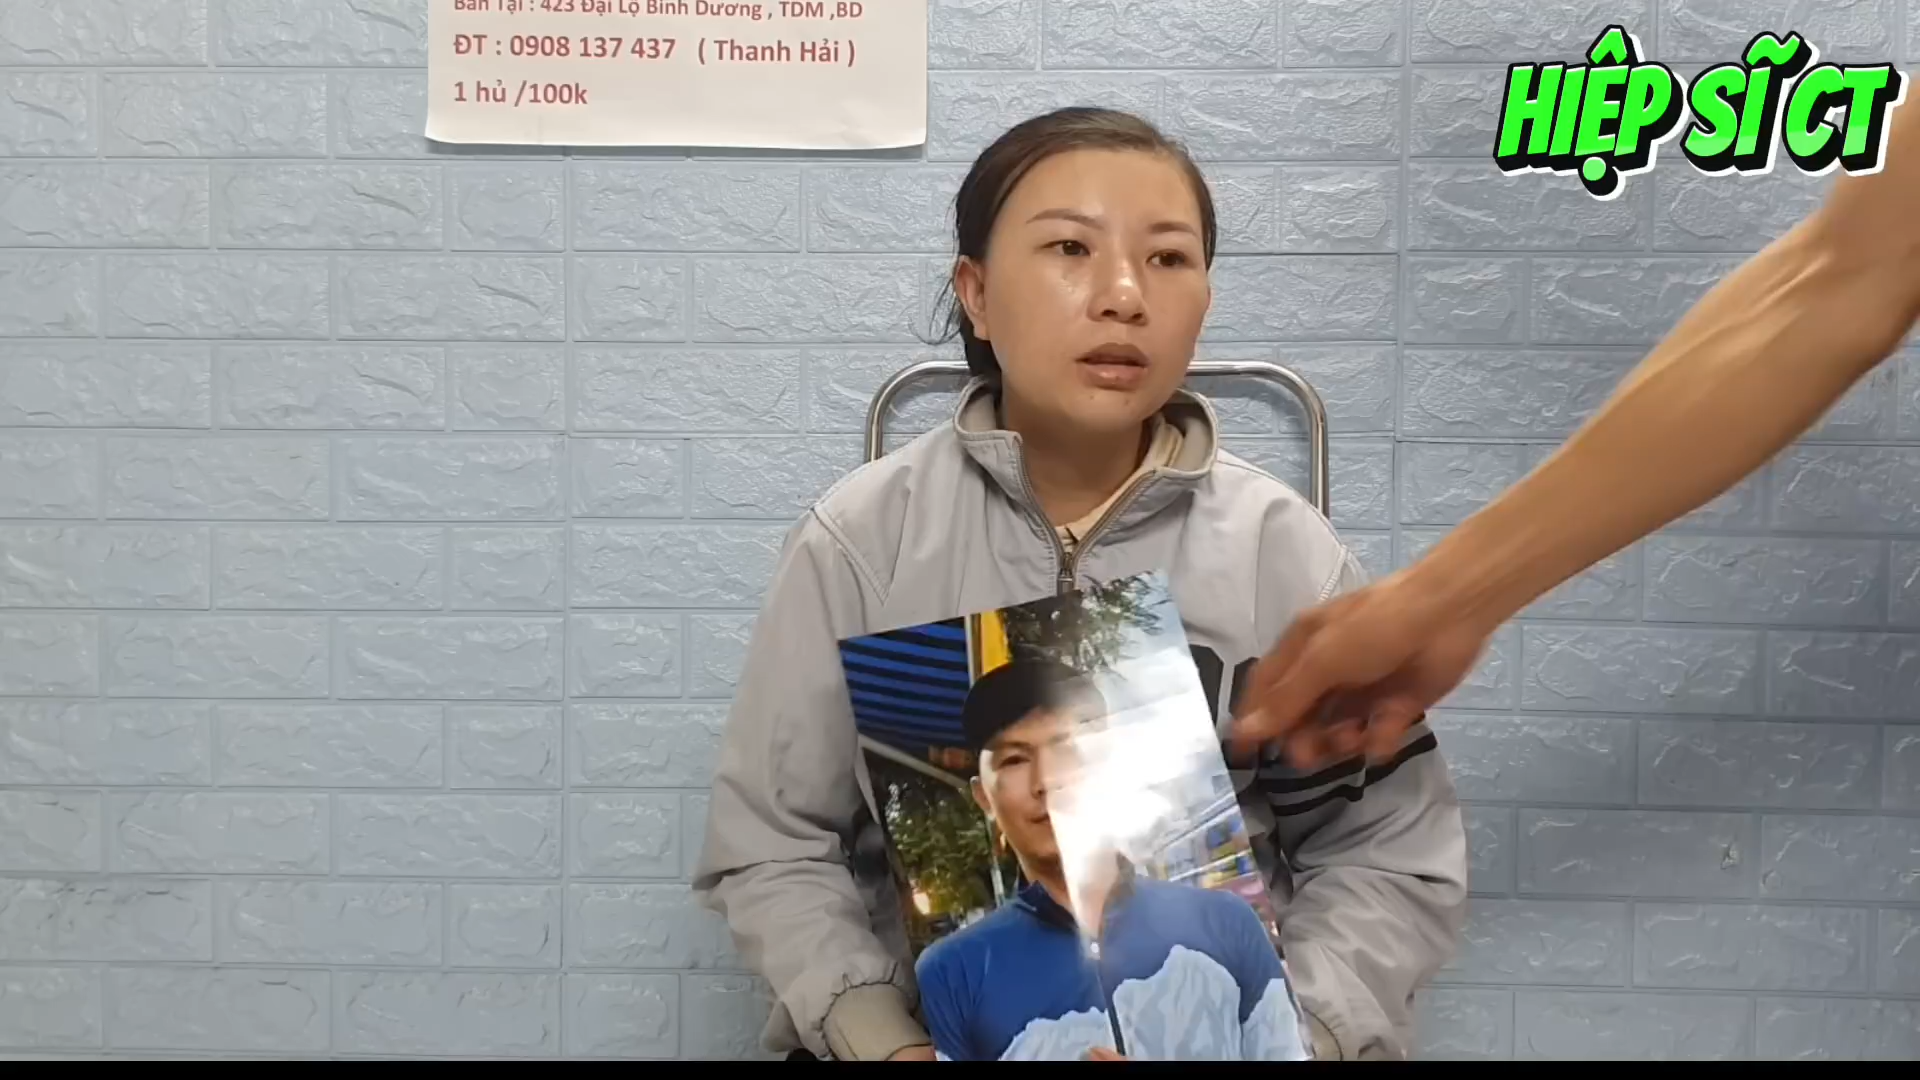 Bán Tại : 423 Đại Lộ Bình Dương , TDM ,BD
ĐT : 0908 137 437 ( Thanh Hải )
1 hủ /100k
HIỆP SĨ CT